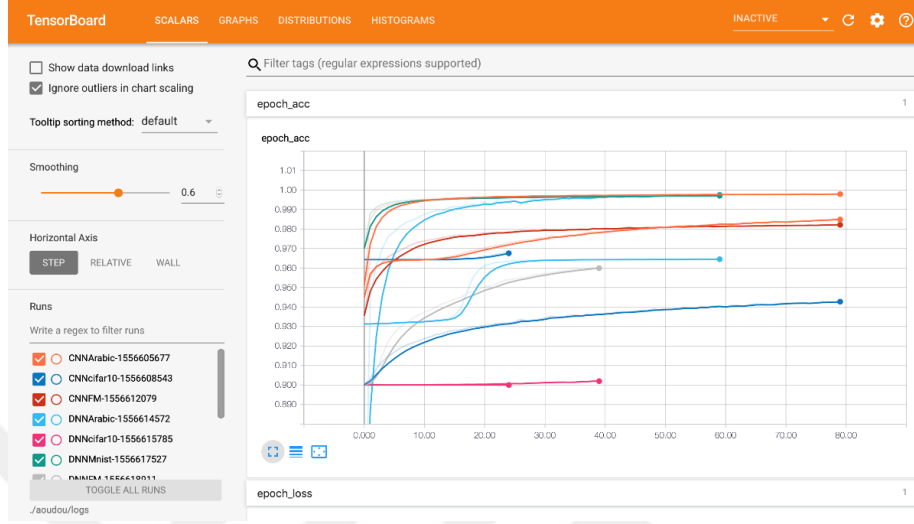 TensorBoard SCALARS GRAPHS DISTRIBUTIONS HISTOGRAMS INACTIVE
Show data download links
Ignore outliers in chart scaling
Tooltip sorting method: default
Smoothing
0.6
Horizontal Axis
STEP RELATIVE WALL
Runs
Write a regex to filter runs
CNNArabic-1556605677
CNNcifar10-1556608543
CNNFM-1556612079
DNNArabic-1556614572
DNNcifar10-1556615785
DNNMnist-1556617527
DNNFM-1556618911
TOGGLE ALL RUNS
./aoudou/logs
Filter tags (regular expressions supported)
epoch_acc 1
epoch_acc
1.01
1.00
0.990
0.980
0.970
0.960
0.950
0.940
0.930
0.920
0.910
0.900
0.890
0.000 10.00 20.00 30.00 40.00 50.00 60.00 70.00 80.00
epoch_loss 1